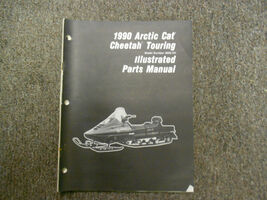 1990 Arctic Cat
Cheetah Touring
Illustrated
Parts Manual